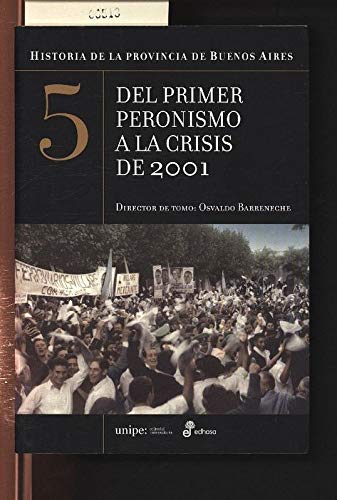 HISTORIA DE LA PROVINCIA DE BUENOS AIRES
5
DEL PRIMER
PERONISMO
A LA CRISIS
DE 2001
DIRECTOR DE TOMO: OSVALDO BARRENECHE
unipe:
edhasa